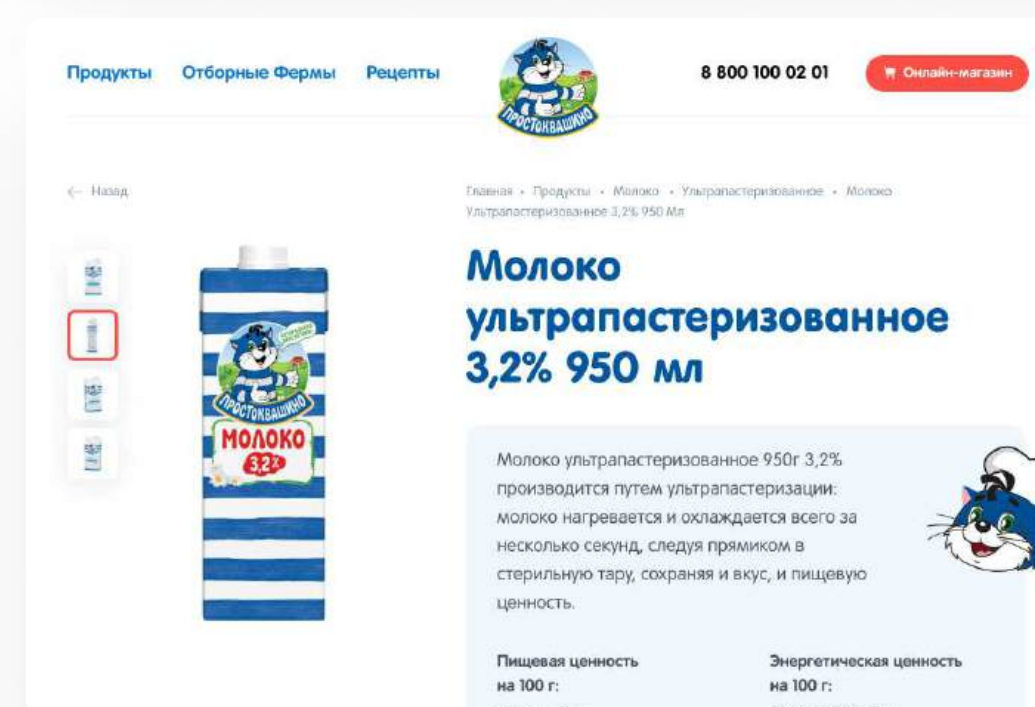 Продукты Отборные Фермы Рецепты
ПРОСТОКВАШИНО
8 800 100 02 01
Онлайн-магазин
← Назад
Главная • Продукты • Молоко • Ультрапастеризованное • Молоко
Ультрапастеризованное 3,2% 950 Мл
ПРОСТОКВАШИНО
МОЛОКО
3,2%
Молоко
ультрапастеризованное
3,2% 950 мл
Молоко ультрапастеризованное 950г 3,2%
производится путем ультрапастеризации:
молоко нагревается и охлаждается всего за
несколько секунд, следуя прямиком в
стерильную тару, сохраняя и вкус, и пищевую
ценность.
Пищевая ценность
на 100 г:
Энергетическая ценность
на 100 г: